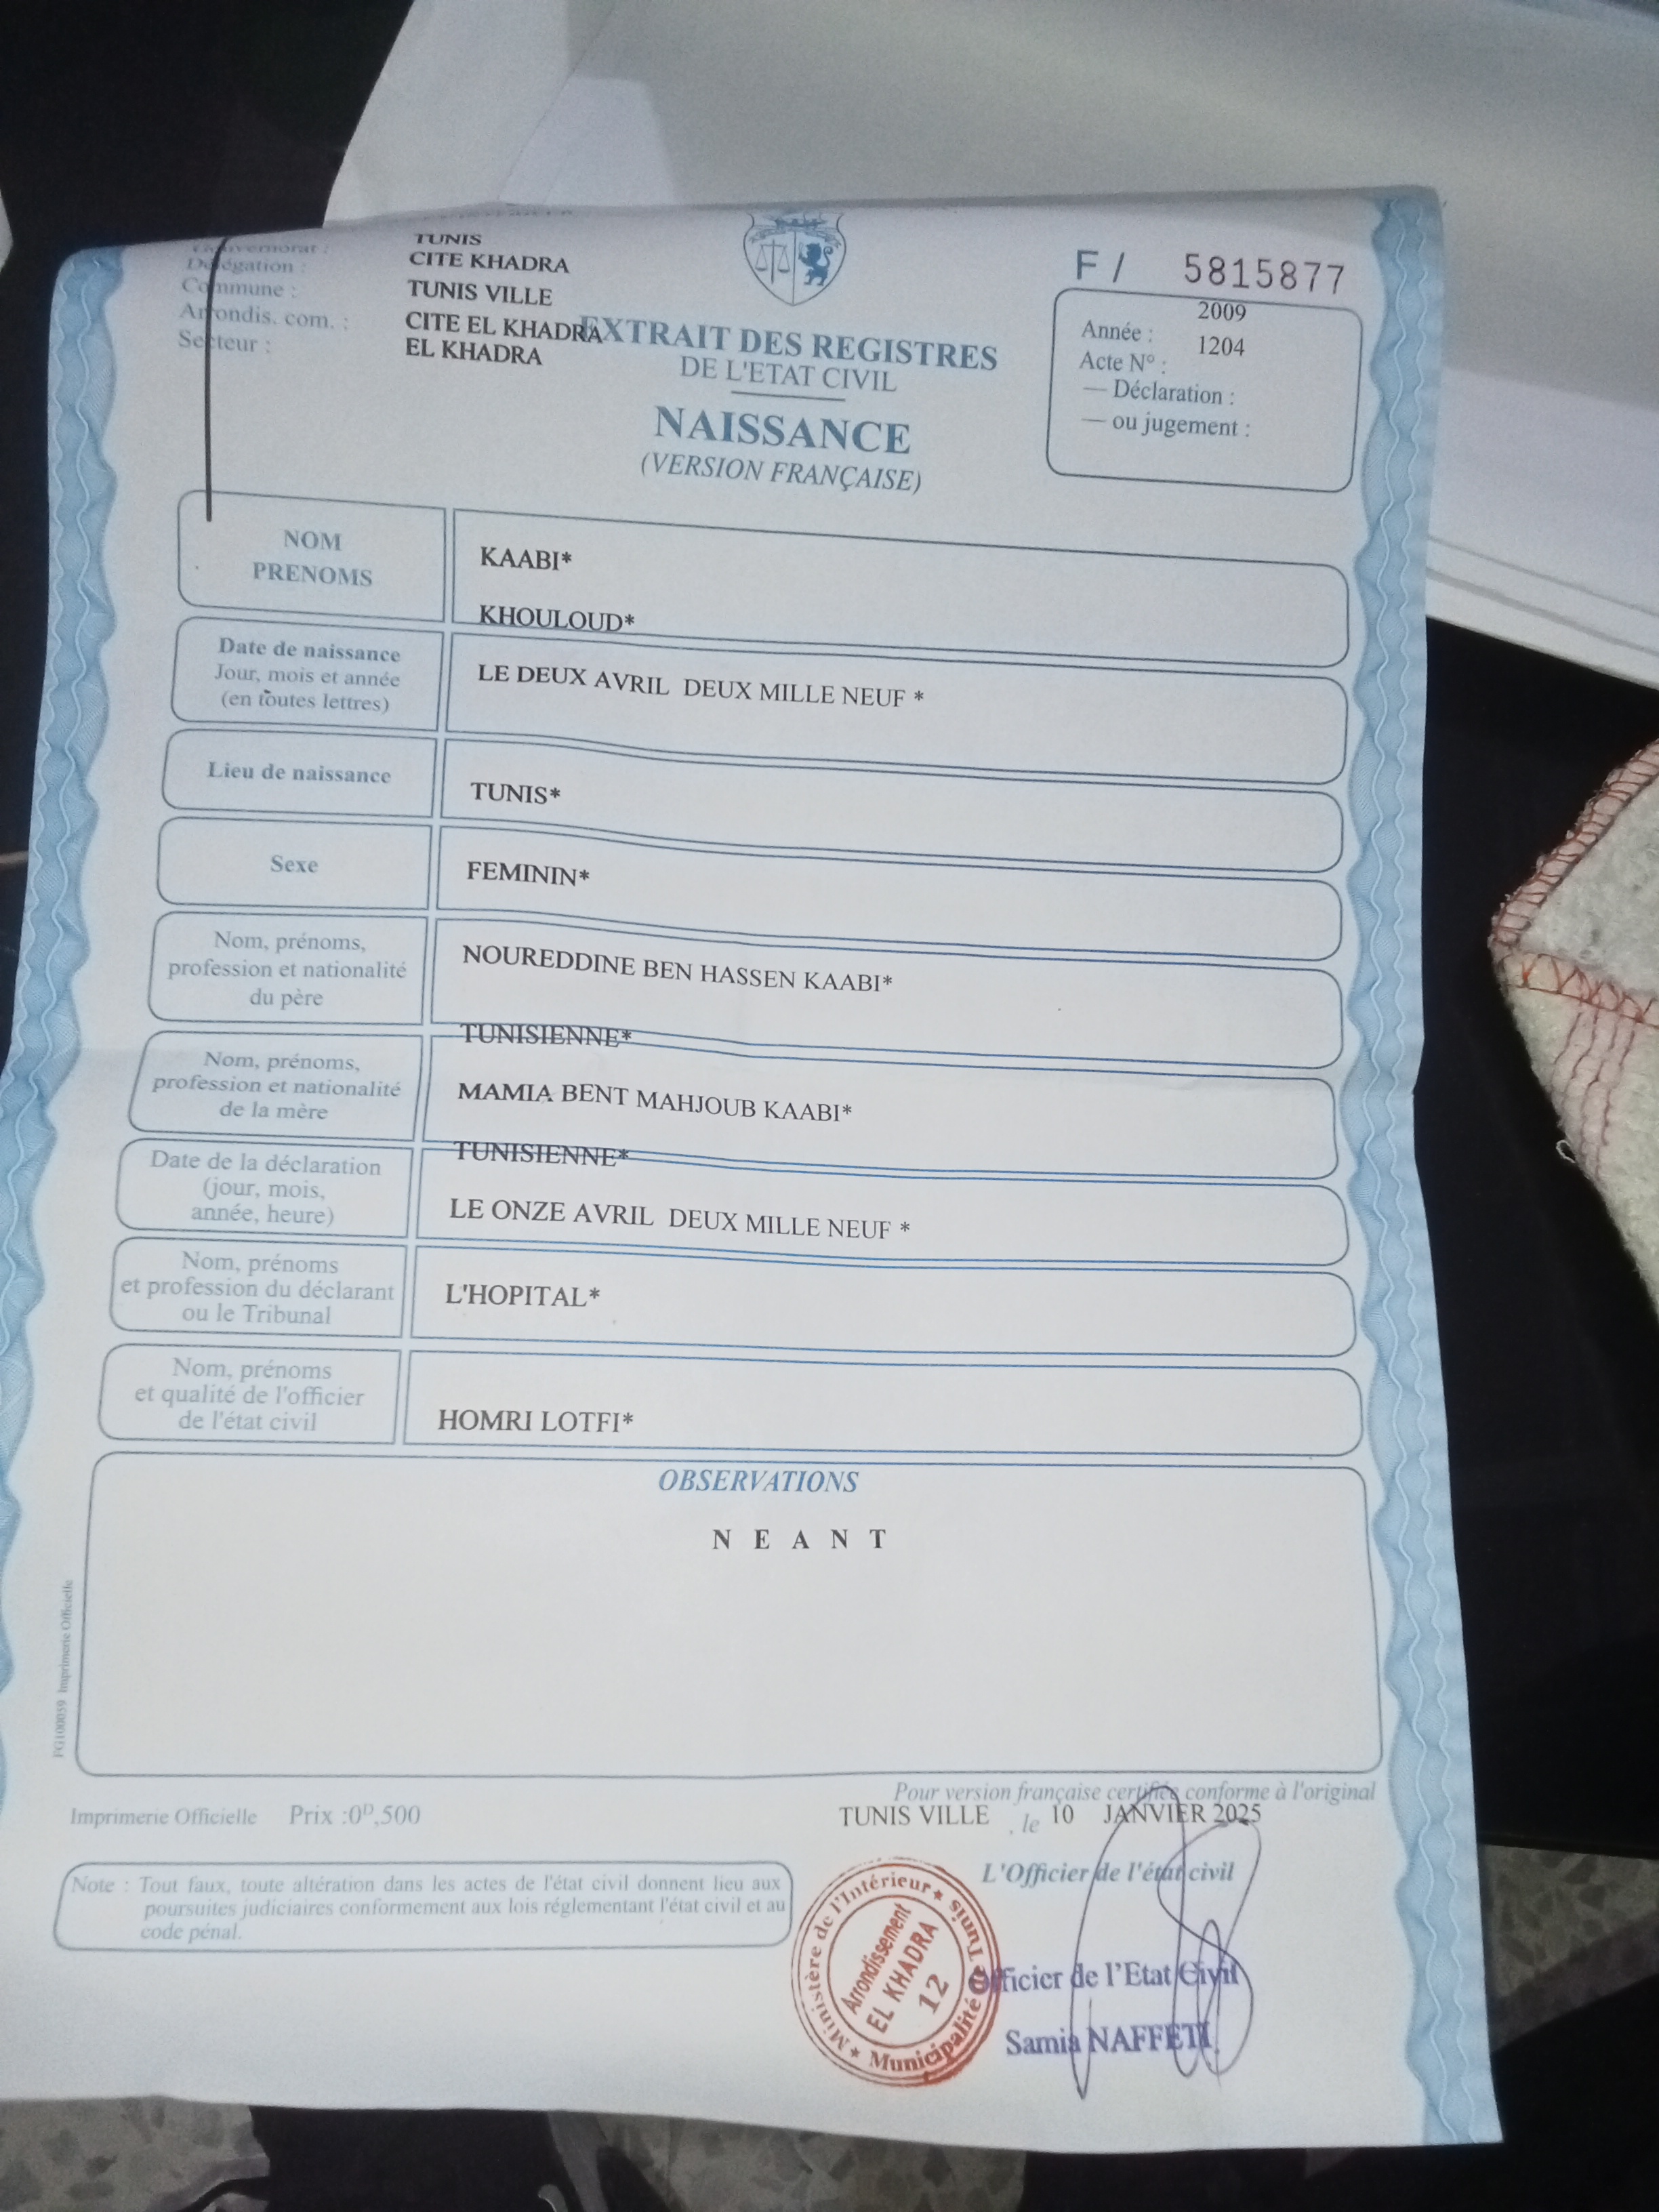 Gouvernorat : TUNIS
Délégation : CITE KHADRA
Commune : TUNIS VILLE
Arrondis. com. : CITE EL KHADRA
Secteur : EL KHADRA
F / 5815877
Année : 2009
Acte N° : 1204
— Déclaration :
— ou jugement :
EXTRAIT DES REGISTRES
DE L'ETAT CIVIL
NAISSANCE
(VERSION FRANÇAISE)
NOM
PRENOMS
KAABI*
KHOULOUD*
Date de naissance
Jour, mois et année
(en toutes lettres)
LE DEUX AVRIL DEUX MILLE NEUF *
Lieu de naissance
TUNIS*
Sexe
FEMININ*
Nom, prénoms,
profession et nationalité
du père
NOUREDDINE BEN HASSEN KAABI*
TUNISIENNE*
Nom, prénoms,
profession et nationalité
de la mère
MAMIA BENT MAHJOUB KAABI*
TUNISIENNE*
Date de la déclaration
(jour, mois,
année, heure)
LE ONZE AVRIL DEUX MILLE NEUF *
Nom, prénoms
et profession du déclarant
ou le Tribunal
L'HOPITAL*
Nom, prénoms
et qualité de l'officier
de l'état civil
HOMRI LOTFI*
OBSERVATIONS
N E A N T
FG100059 Imprimerie Officielle
Pour version française certifiée conforme à l'original
Imprimerie Officielle Prix :0ᴰ,500
TUNIS VILLE , le 10 JANVIER 2025
L'Officier de l'état civil
Note : Tout faux, toute altération dans les actes de l'état civil donnent lieu aux
poursuites judiciaires conformement aux lois réglementant l'état civil et au
code pénal.
Ministère de l'Intérieur ★ Municipalité Tunis ★
Arrondissement
EL KHADRA
12
Officier de l'Etat Civil
Samia NAFFETI